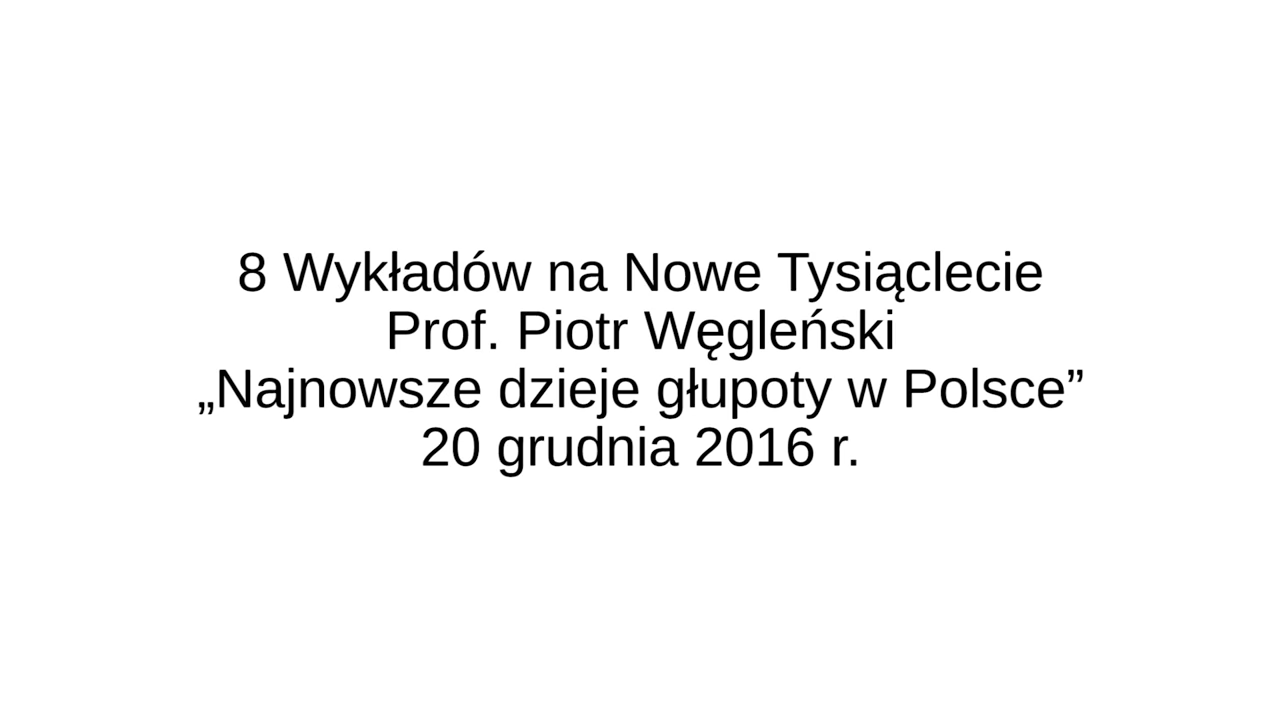 8 Wykładów na Nowe Tysiąclecie
Prof. Piotr Węgleński
„Najnowsze dzieje głupoty w Polsce”
20 grudnia 2016 r.